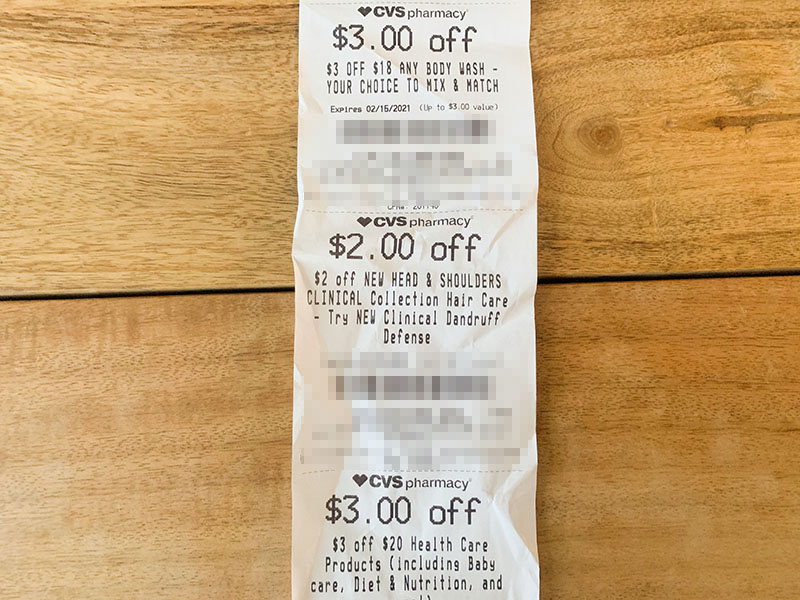 CVS pharmacy
$3.00 off
$3 OFF $18 ANY BODY WASH -
YOUR CHOICE TO MIX & MATCH
Expires 02/15/2021 (Up to $3.00 value)
CVS pharmacy
$2.00 off
$2 off NEW HEAD & SHOULDERS
CLINICAL Collection Hair Care
- Try NEW Clinical Dandruff
Defense
CVS pharmacy
$3.00 off
$3 off $20 Health Care
Products (including Baby
care, Diet & Nutrition, and